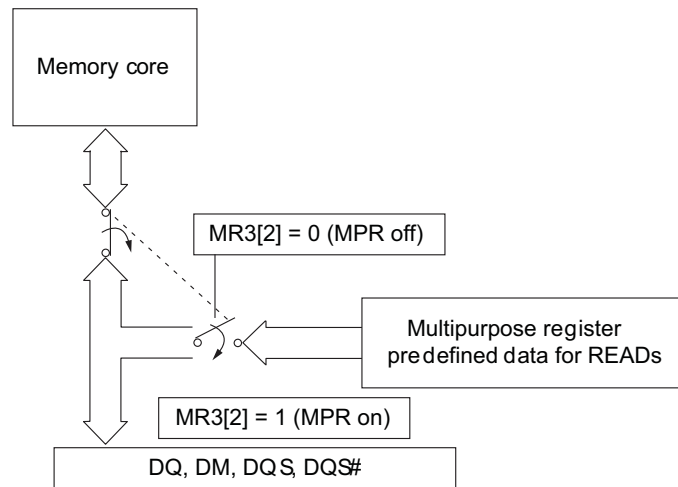 Memory core
MR3[2] = 0 (MPR off)
Multipurpose register
predefined data for READs
MR3[2] = 1 (MPR on)
DQ, DM, DQS, DQS#